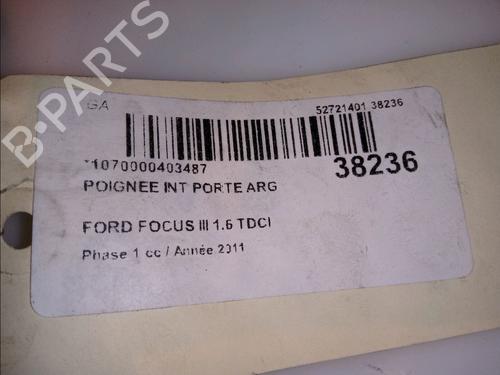 GA
52721401 38236
*1070000403487
38236
POIGNEE INT PORTE ARG
FORD FOCUS III 1.6 TDCI
Phase 1 cc / Année 2011
B-PARTS